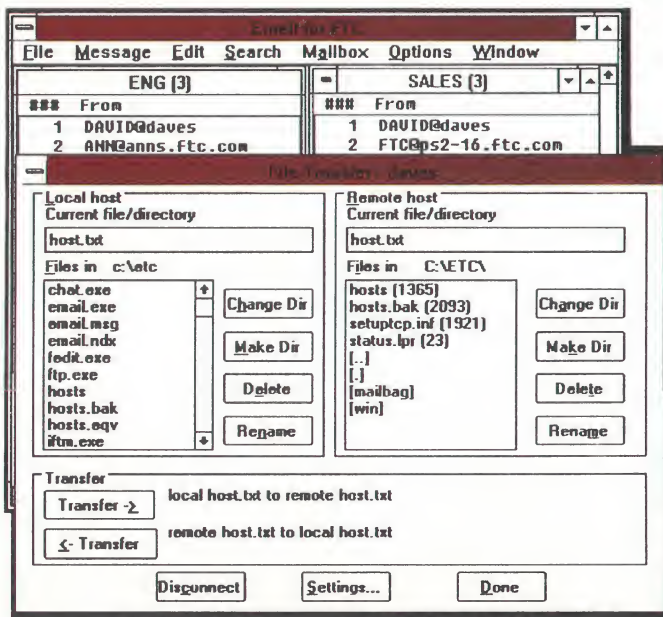 Email for FTC
File Message Edit Search Mailbox Options Window
ENG (3)
### From
1 DAVID@daves
2 ANN@anns.ftc.com
SALES (3)
### From
1 DAVID@daves
2 FTC@ps2-16.ftc.com
File Transfer - daves
Local host
Current file/directory
host.txt
Files in c:\etc
chat.exe
email.exe
email.msg
email.ndx
fedit.exe
ftp.exe
hosts
hosts.bak
hosts.eqv
iftm.exe
Change Dir
Make Dir
Delete
Rename
Remote host
Current file/directory
host.txt
Files in C:\ETC\
hosts (1365)
hosts.bak (2093)
setuptcp.inf (1921)
status.lpr (23)
[..]
[.]
[mailbag]
[win]
Change Dir
Make Dir
Delete
Rename
Transfer
Transfer ->
local host.txt to remote host.txt
<- Transfer
remote host.txt to local host.txt
Disconnect
Settings...
Done